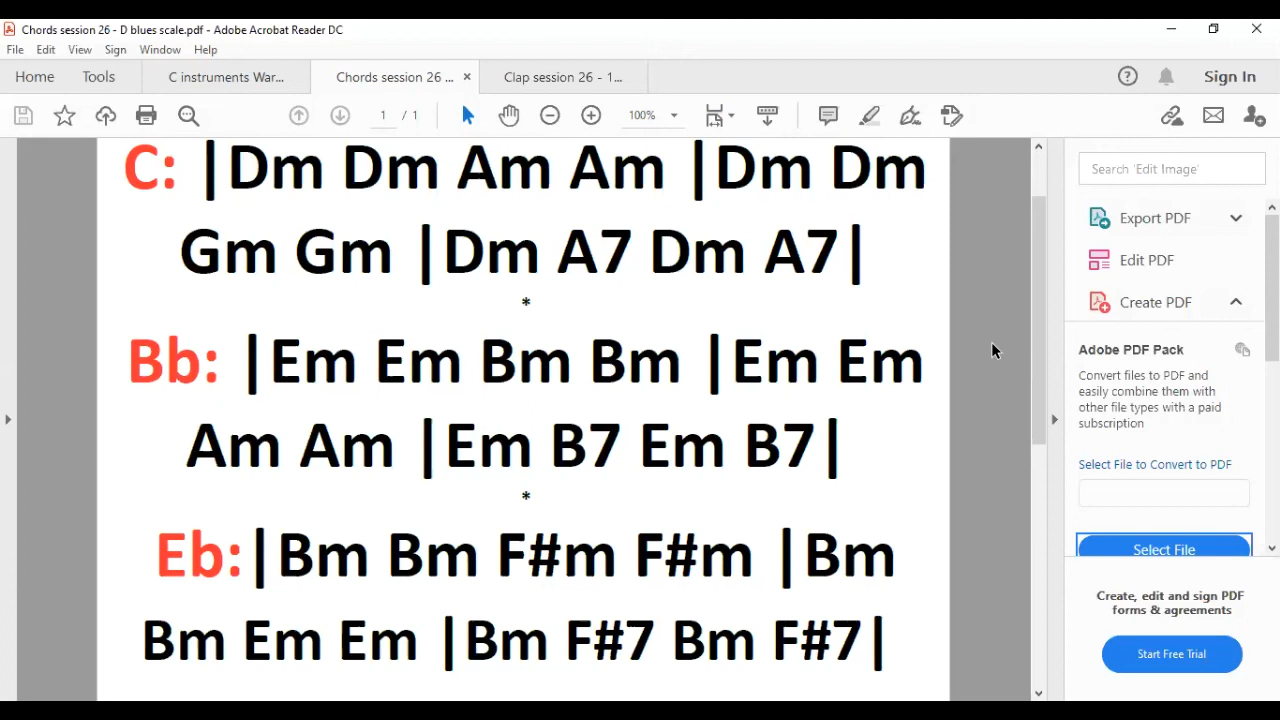 Chords session 26 - D blues scale.pdf - Adobe Acrobat Reader DC
File Edit View Sign Window Help
Home Tools C instruments War... Chords session 26 ... × Clap session 26 - 1... Sign In
1 / 1 100%
C: |Dm Dm Am Am |Dm Dm
Gm Gm |Dm A7 Dm A7|
*
Bb: |Em Em Bm Bm |Em Em
Am Am |Em B7 Em B7|
*
Eb:|Bm Bm F#m F#m |Bm
Bm Em Em |Bm F#7 Bm F#7|
Search 'Edit Image'
Export PDF
Edit PDF
Create PDF
Adobe PDF Pack
Convert files to PDF and
easily combine them with
other file types with a paid
subscription
Select File to Convert to PDF
Select File
Create, edit and sign PDF
forms & agreements
Start Free Trial